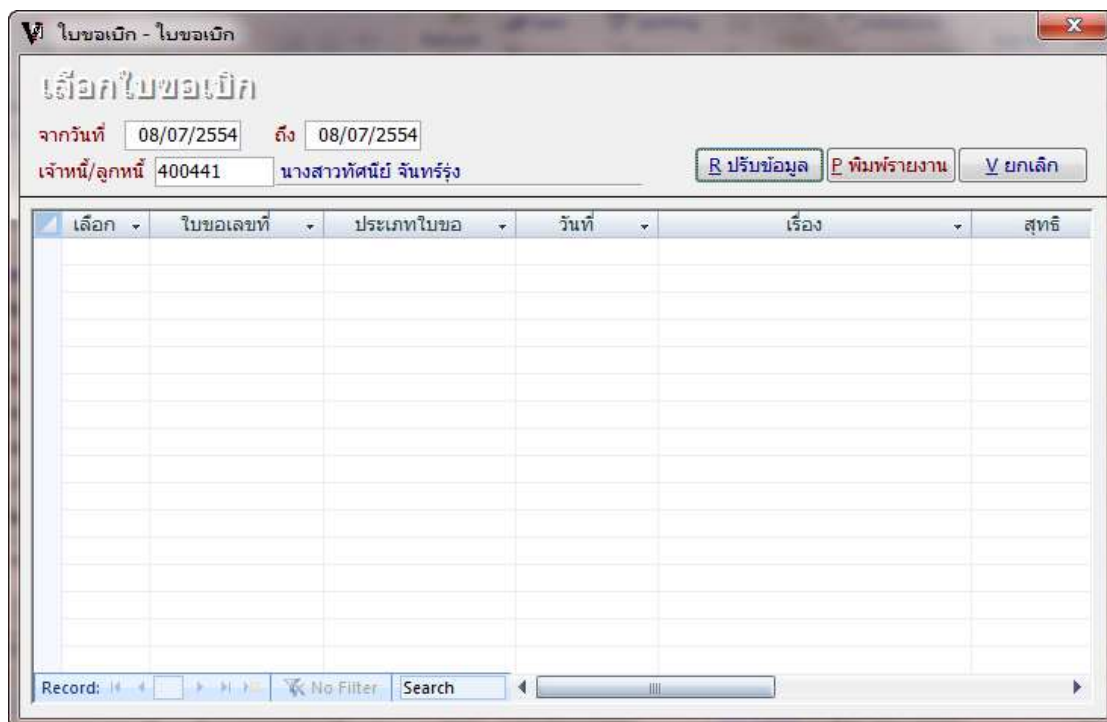 ใบขอเบิก - ใบขอเบิก
เลือกใบขอเบิก
จากวันที่ 08/07/2554 ถึง 08/07/2554
เจ้าหนี้/ลูกหนี้ 400441 นางสาวทัศนีย์ จันทร์รุ่ง R ปรับข้อมูล P พิมพ์รายงาน V ยกเลิก
เลือก ใบขอเลขที่ ประเภทใบขอ วันที่ เรื่อง สุทธิ
Record: No Filter Search